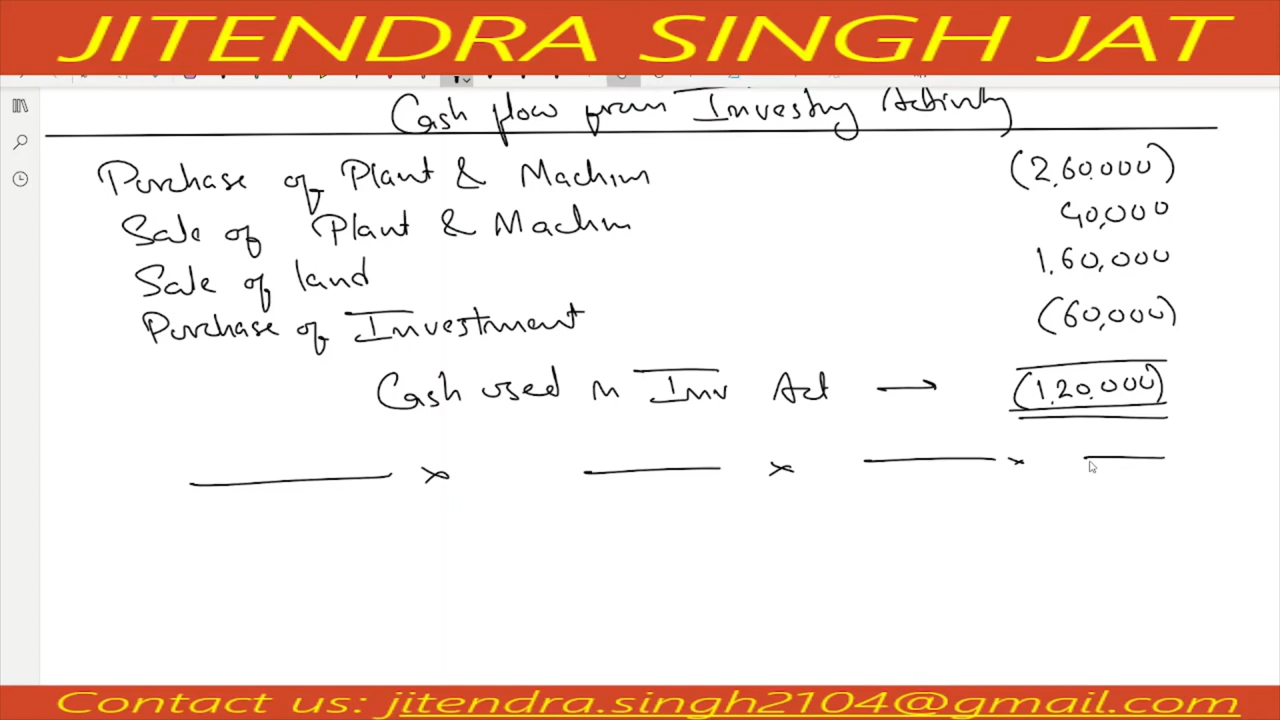 JITENDRA SINGH JAT
Cash flow from Investing Activity
Purchase of Plant & Machin (2,60,000)
Sale of Plant & Machin 40,000
Sale of land 1,60,000
Purchase of Investment (60,000)
Cash used in Inv Act → (1,20,000)
Contact us: jitendra.singh2104@gmail.com